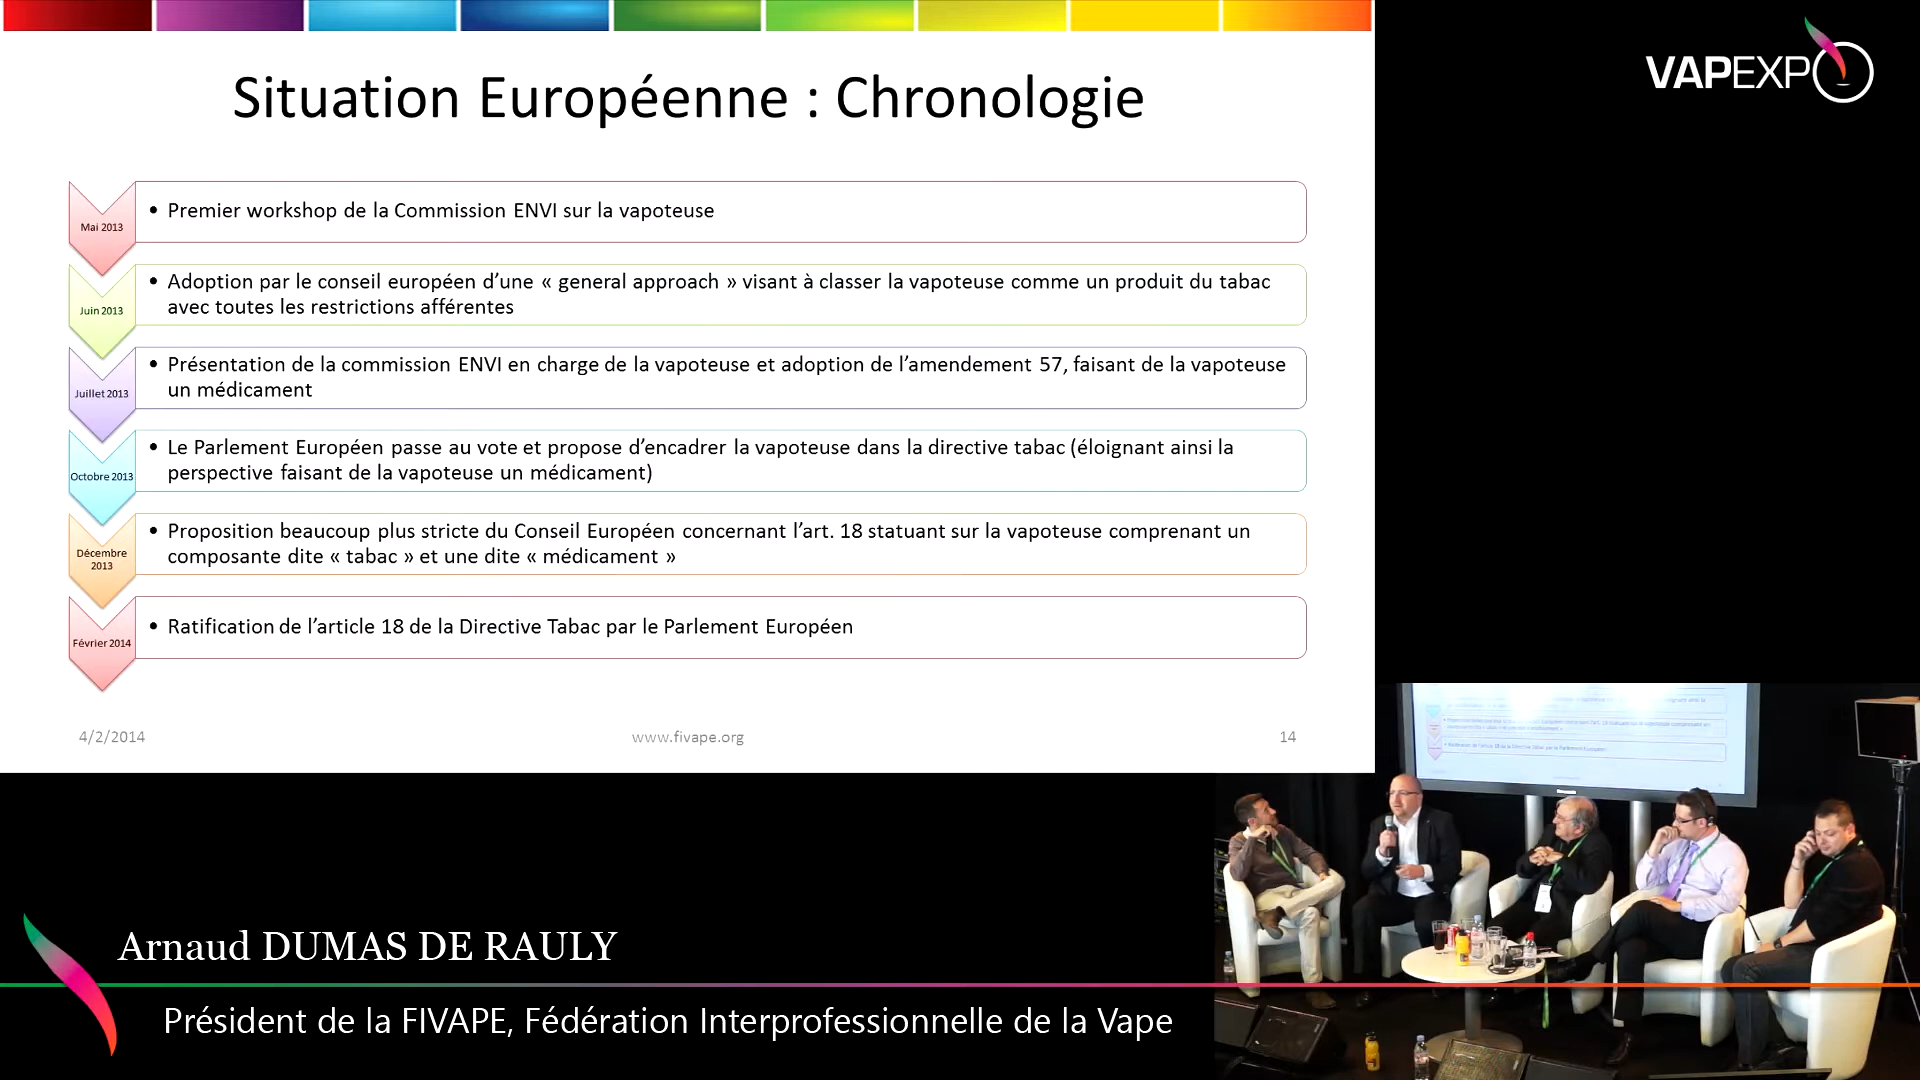 Situation Européenne : Chronologie
VAPEXPO
Mai 2013
• Premier workshop de la Commission ENVI sur la vapoteuse
Juin 2013
• Adoption par le conseil européen d’une « general approach » visant à classer la vapoteuse comme un produit du tabac
avec toutes les restrictions afférentes
Juillet 2013
• Présentation de la commission ENVI en charge de la vapoteuse et adoption de l’amendement 57, faisant de la vapoteuse
un médicament
Octobre 2013
• Le Parlement Européen passe au vote et propose d’encadrer la vapoteuse dans la directive tabac (éloignant ainsi la
perspective faisant de la vapoteuse un médicament)
Décembre
2013
• Proposition beaucoup plus stricte du Conseil Européen concernant l’art. 18 statuant sur la vapoteuse comprenant un
composante dite « tabac » et une dite « médicament »
Février 2014
• Ratification de l’article 18 de la Directive Tabac par le Parlement Européen
4/2/2014
www.fivape.org
14
Arnaud DUMAS DE RAULY
Président de la FIVAPE, Fédération Interprofessionnelle de la Vape